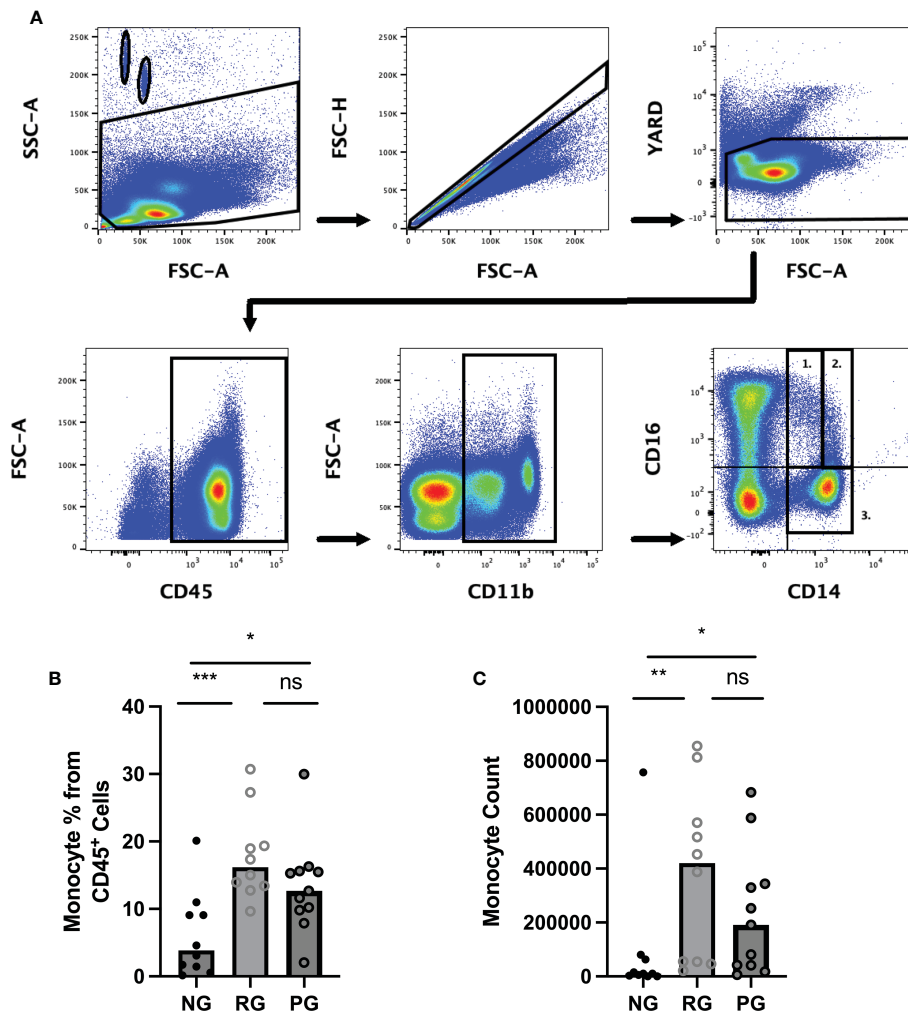 A
SSC-A
250K
200K
150K
100K
50K
0
0 50K 100K 150K 200K
FSC-A
FSC-H
250K
200K
150K
100K
50K
0
0 50K 100K 150K 200K
FSC-A
YARD
10^5
10^4
10^3
0
-10^3
50K 100K 150K 200K
FSC-A
FSC-A
200K
150K
100K
50K
0
0 10^3 10^4 10^5
CD45
FSC-A
200K
150K
100K
50K
0
0 10^2 10^3 10^4
CD11b
CD16
10^4
10^3
10^2
0
-10^2
1.
2.
3.
0 10^3 10^4
CD14
B
*
***
ns
Monocyte % from
CD45+ Cells
40
30
20
10
0
NG RG PG
C
*
**
ns
Monocyte Count
1000000
800000
600000
400000
200000
0
NG RG PG